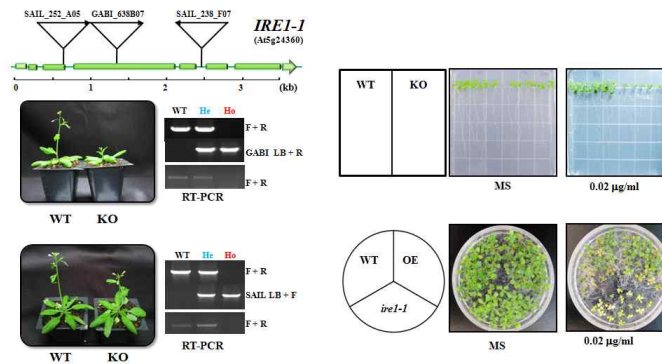 SAIL_252_A05 GABI_638B07 SAIL_238_F07
IRE1-1
(At5g24360)
0 1 2 3 (kb)
WT He Ho
F + R
GABI LB + R
F + R
RT-PCR
WT KO
WT He Ho
F + R
SAIL LB + F
F + R
RT-PCR
WT KO
WT KO
MS 0.02 µg/ml
WT OE
ire1-1
MS 0.02 µg/ml